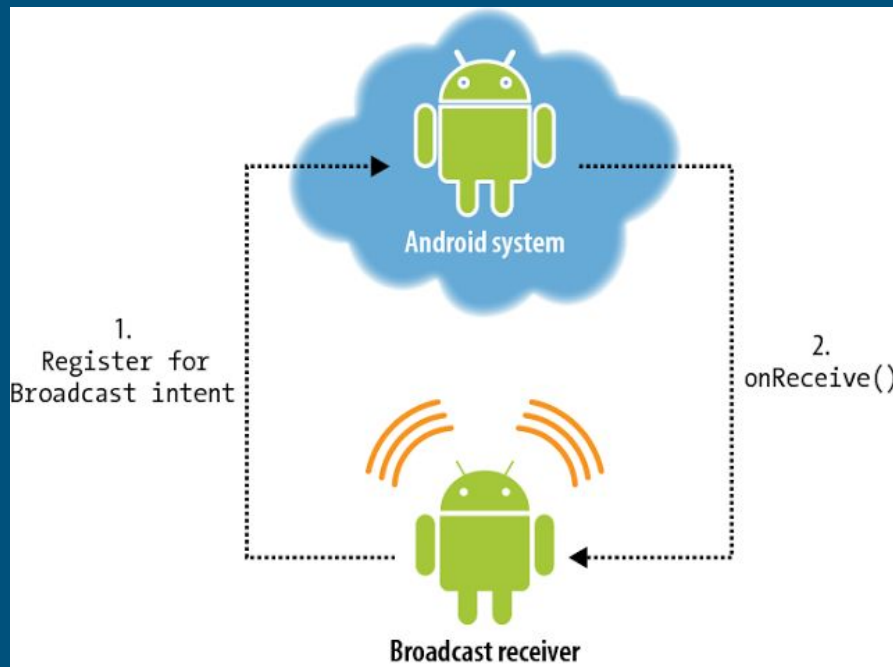 Android system
1.
Register for
Broadcast intent
2.
onReceive()
Broadcast receiver